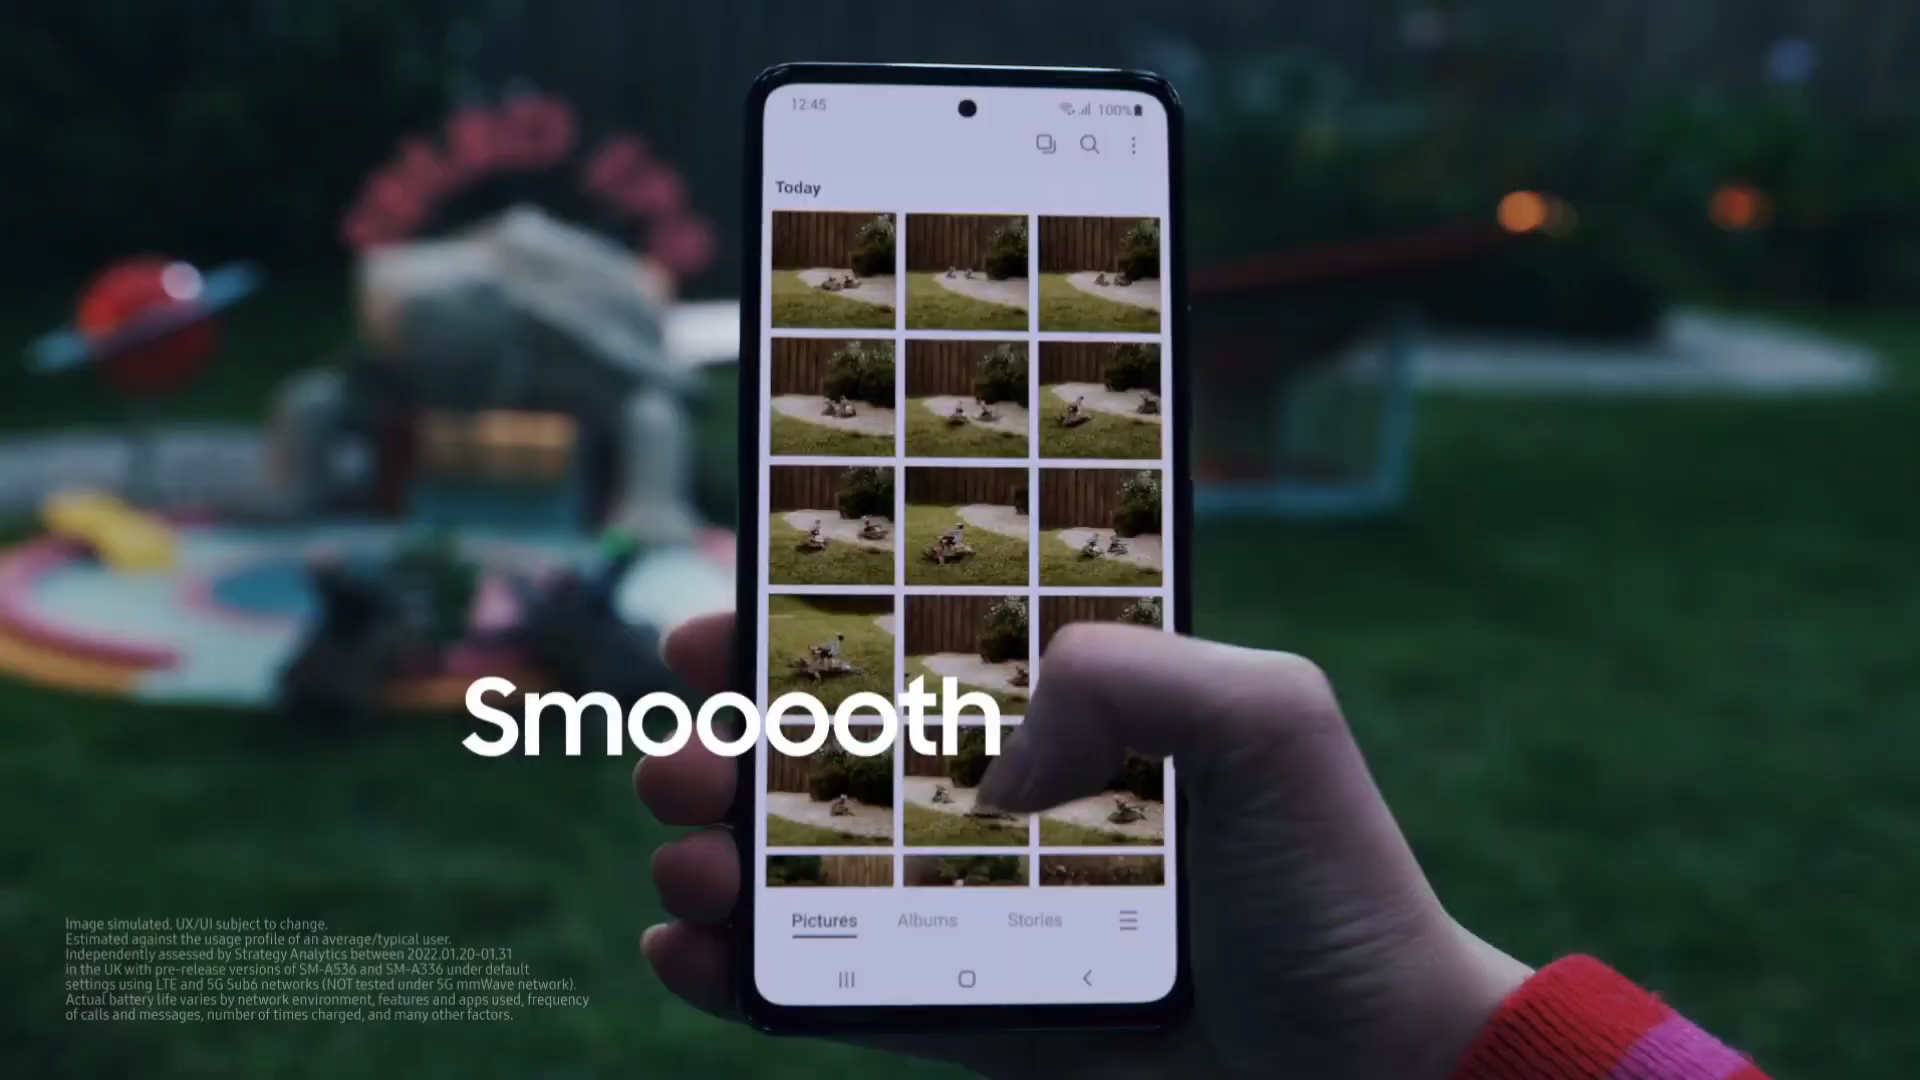 12:45
100%
Today
Smooooth
Pictures
Albums
Stories
Image simulated. UX/UI subject to change.
Estimated against the usage profile of an average/typical user.
Independently assessed by Strategy Analytics between 2022.01.20-01.31
in the UK with pre-release versions of SM-A536 and SM-A336 under default
settings using LTE and 5G Sub6 networks (NOT tested under 5G mmWave network).
Actual battery life varies by network environment, features and apps used, frequency
of calls and messages, number of times charged, and many other factors.